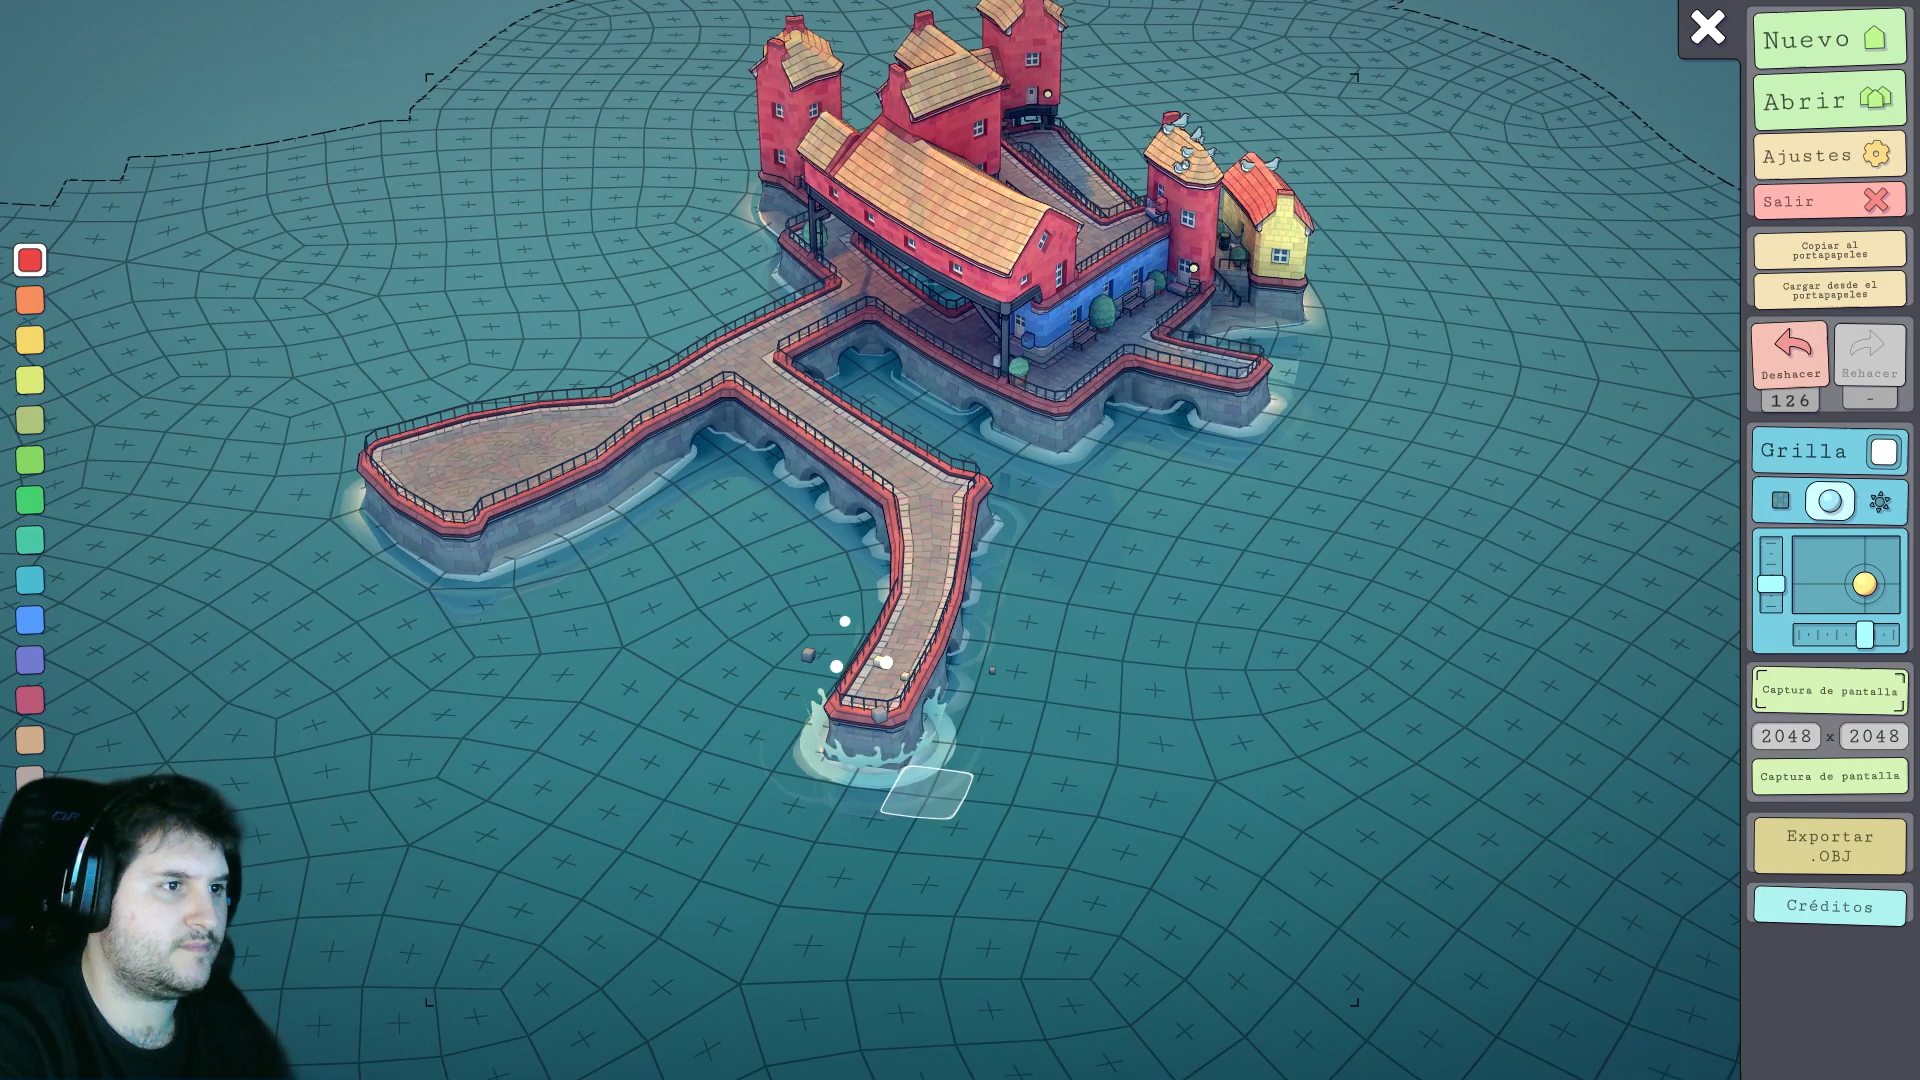 Nuevo
Abrir
Ajustes
Salir
Copiar al
portapapeles
Cargar desde el
portapapeles
Deshacer
Rehacer
126
-
Grilla
Captura de pantalla
2048 x 2048
Captura de pantalla
Exportar
.OBJ
Créditos